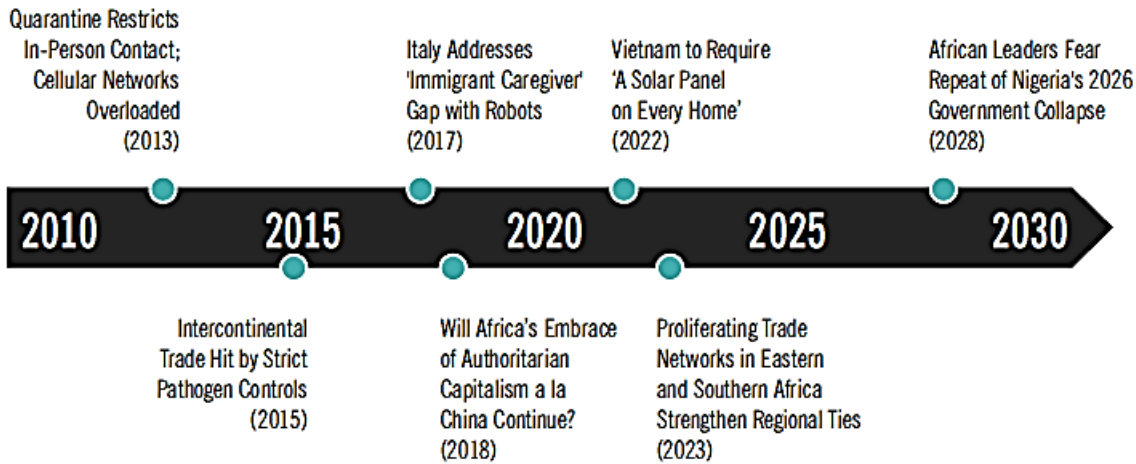 Quarantine Restricts
In-Person Contact;
Cellular Networks
Overloaded
(2013)
Italy Addresses
'Immigrant Caregiver'
Gap with Robots
(2017)
Vietnam to Require
‘A Solar Panel
on Every Home’
(2022)
African Leaders Fear
Repeat of Nigeria's 2026
Government Collapse
(2028)
2010 2015 2020 2025 2030
Intercontinental
Trade Hit by Strict
Pathogen Controls
(2015)
Will Africa’s Embrace
of Authoritarian
Capitalism a la
China Continue?
(2018)
Proliferating Trade
Networks in Eastern
and Southern Africa
Strengthen Regional Ties
(2023)